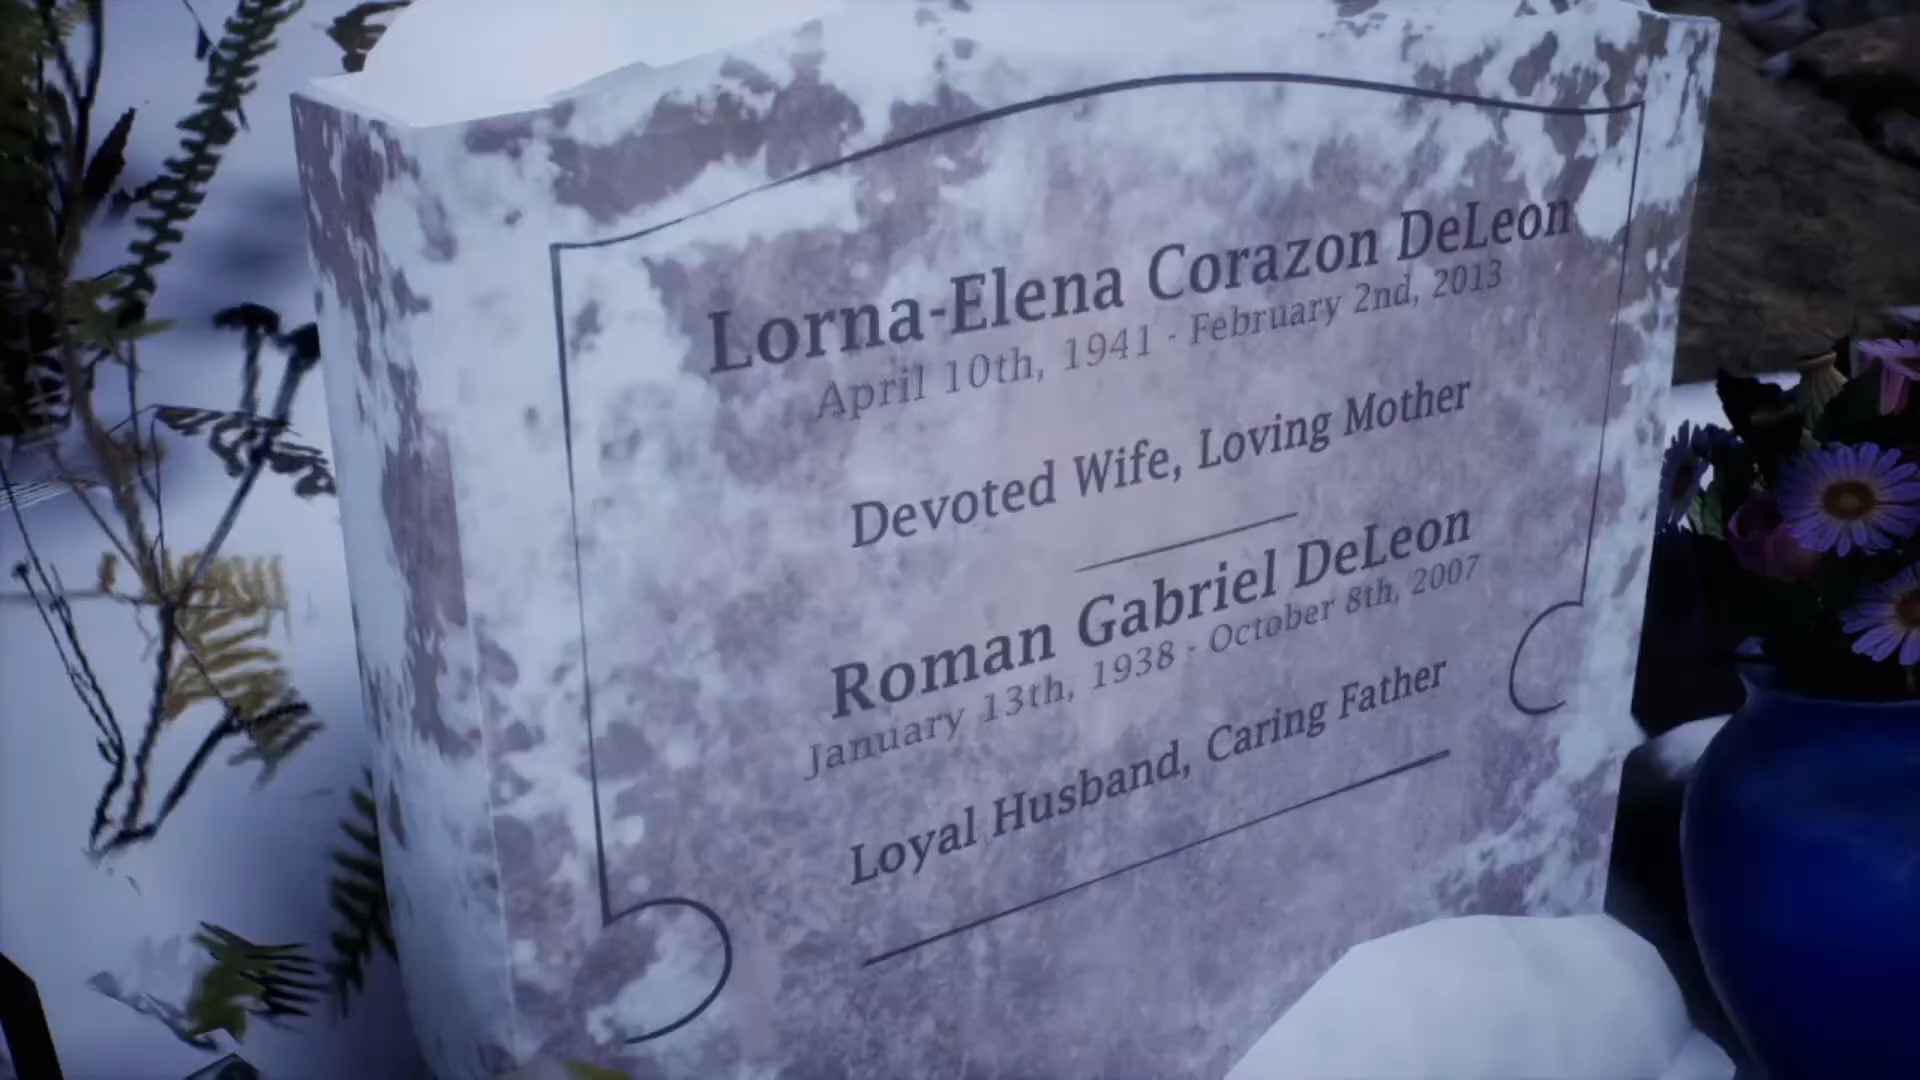 Lorna-Elena Corazon DeLeon
April 10th, 1941 - February 2nd, 2013
Devoted Wife, Loving Mother
Roman Gabriel DeLeon
January 13th, 1938 - October 8th, 2007
Loyal Husband, Caring Father